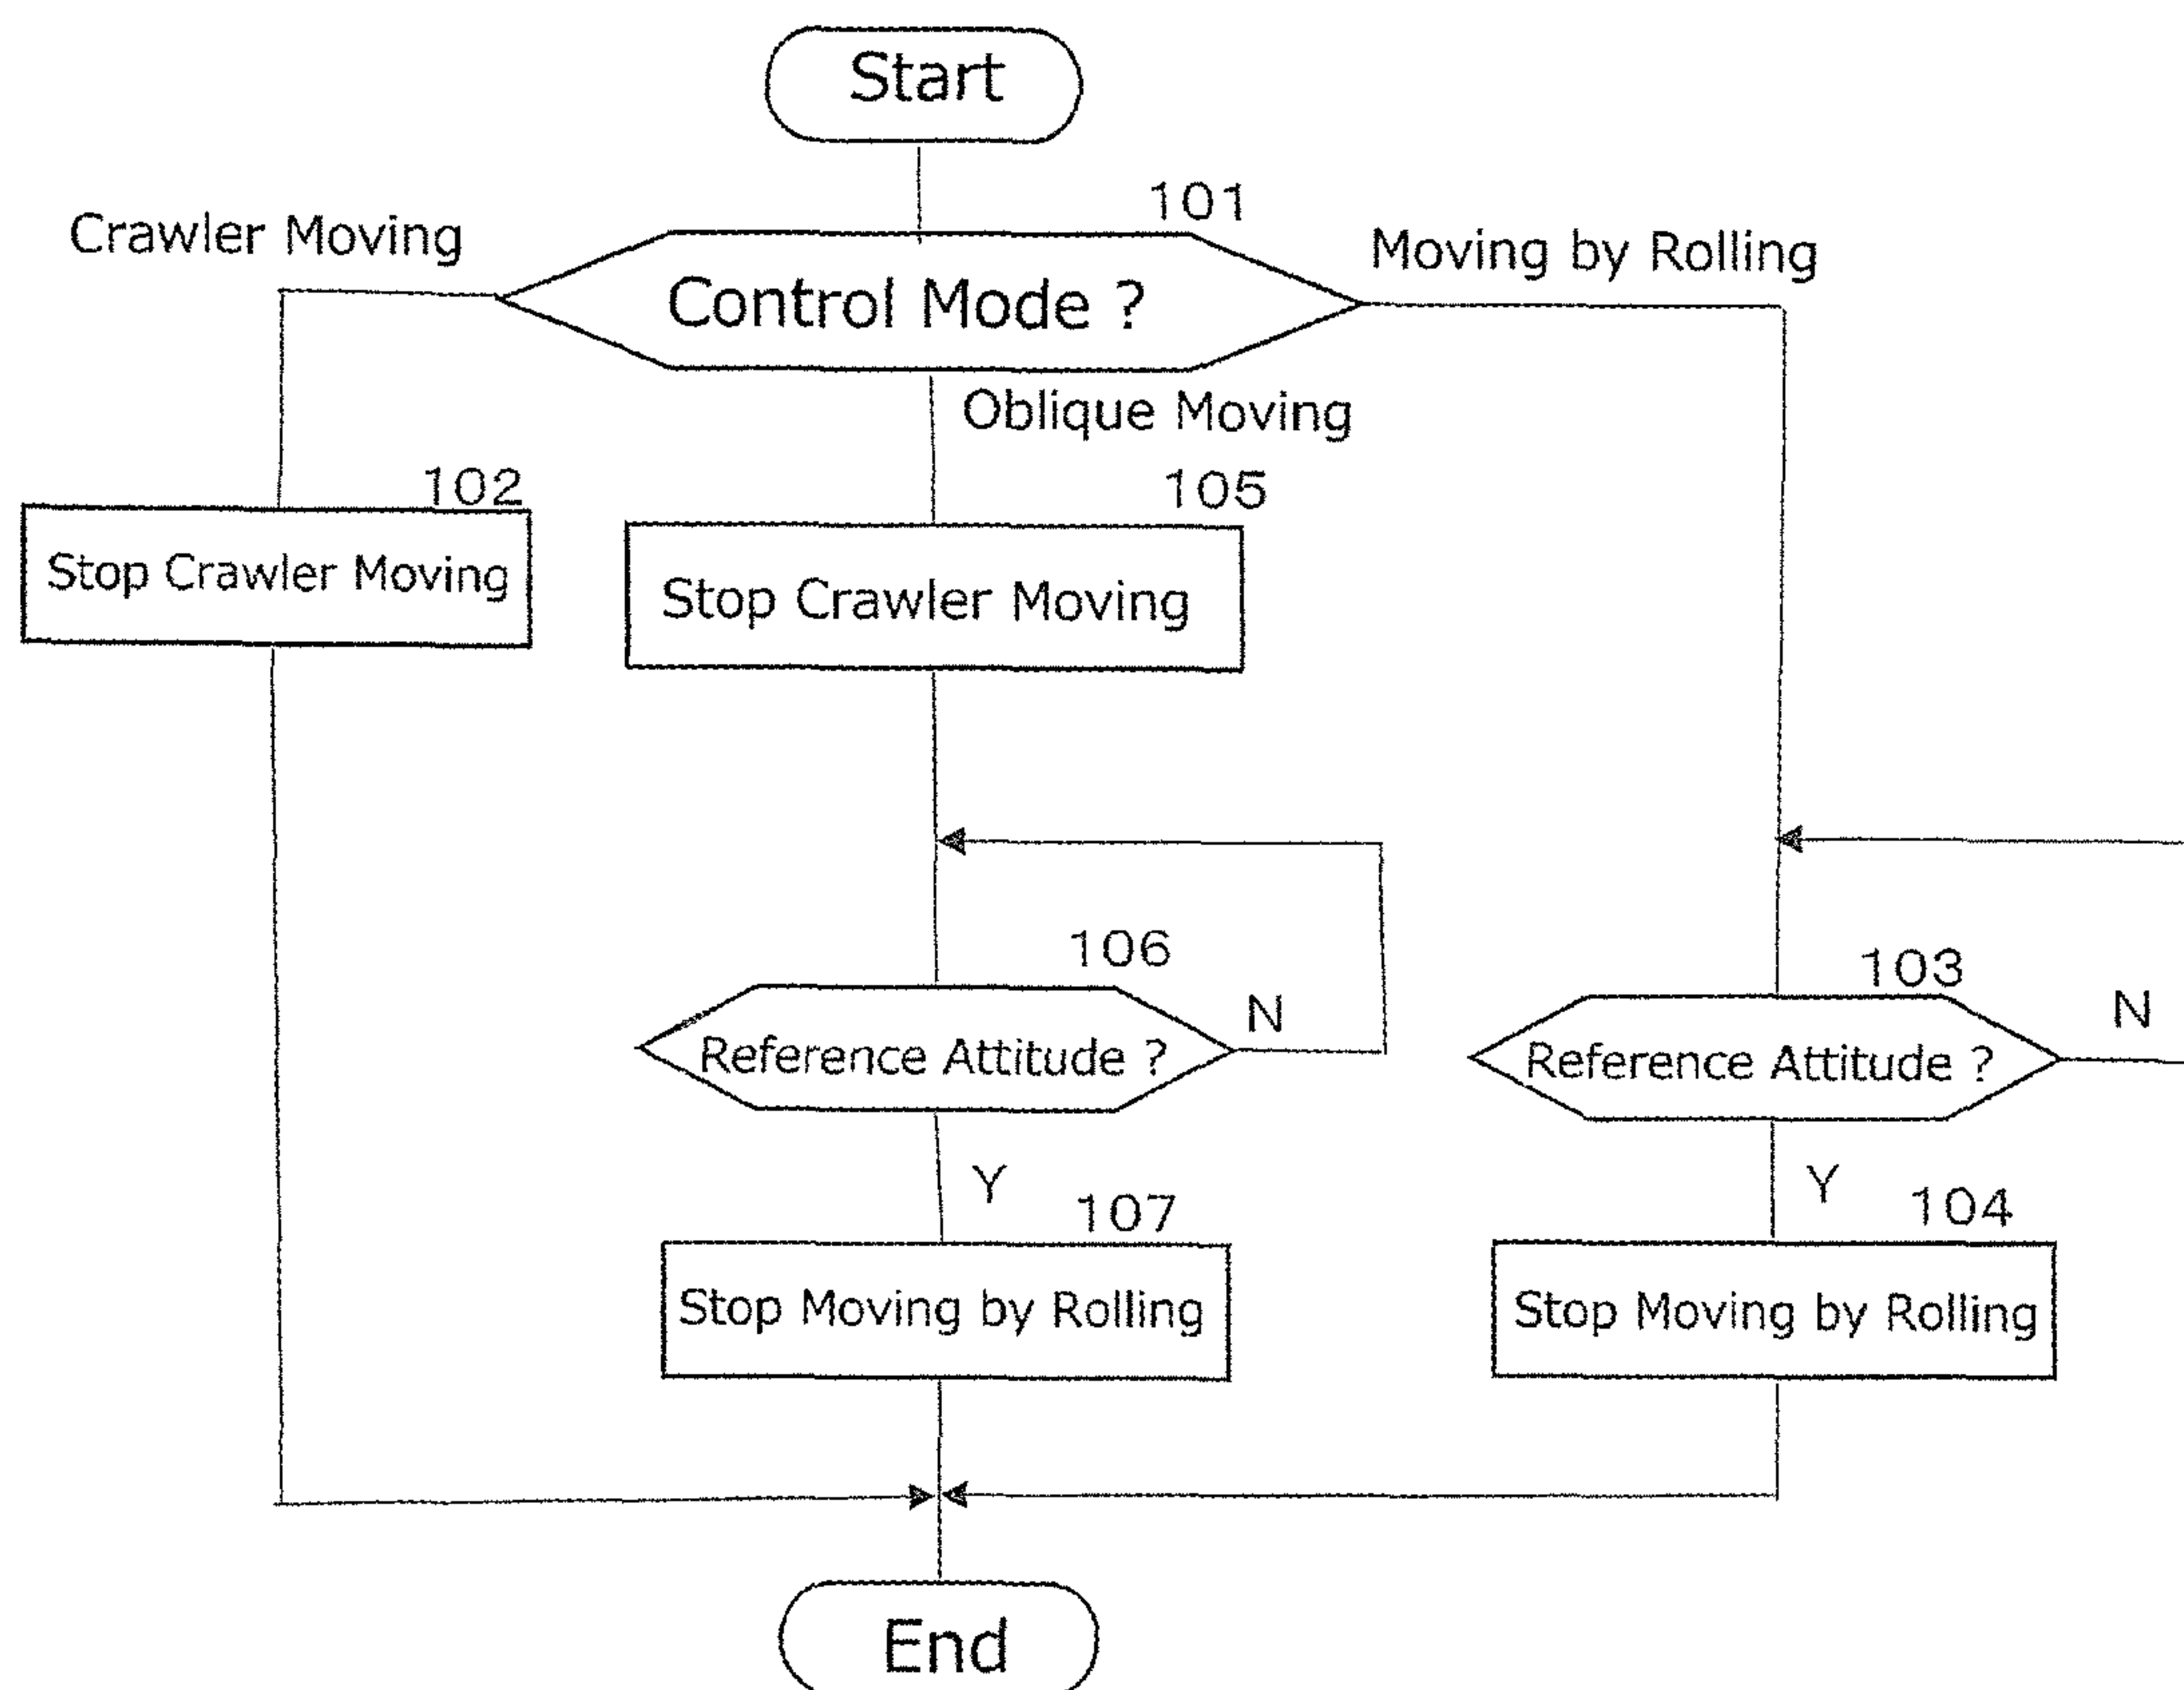 Start
101
Crawler Moving
Moving by Rolling
Control Mode ?
Oblique Moving
102
105
Stop Crawler Moving
Stop Crawler Moving
106
103
N
N
Reference Attitude ?
Reference Attitude ?
Y
Y
107
104
Stop Moving by Rolling
Stop Moving by Rolling
End